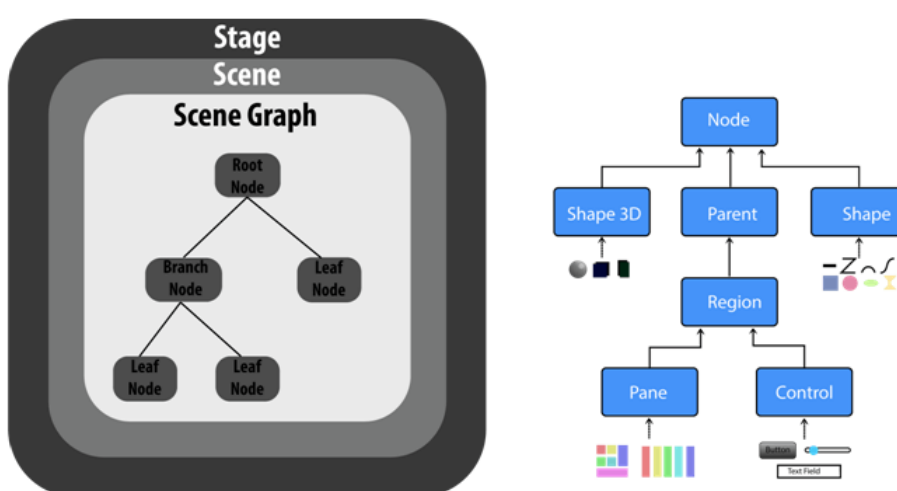 Stage
Scene
Scene Graph
Root
Node
Branch
Node
Leaf
Node
Leaf
Node
Leaf
Node
Node
Shape 3D
Parent
Shape
Region
Pane
Control
Button
Text Field